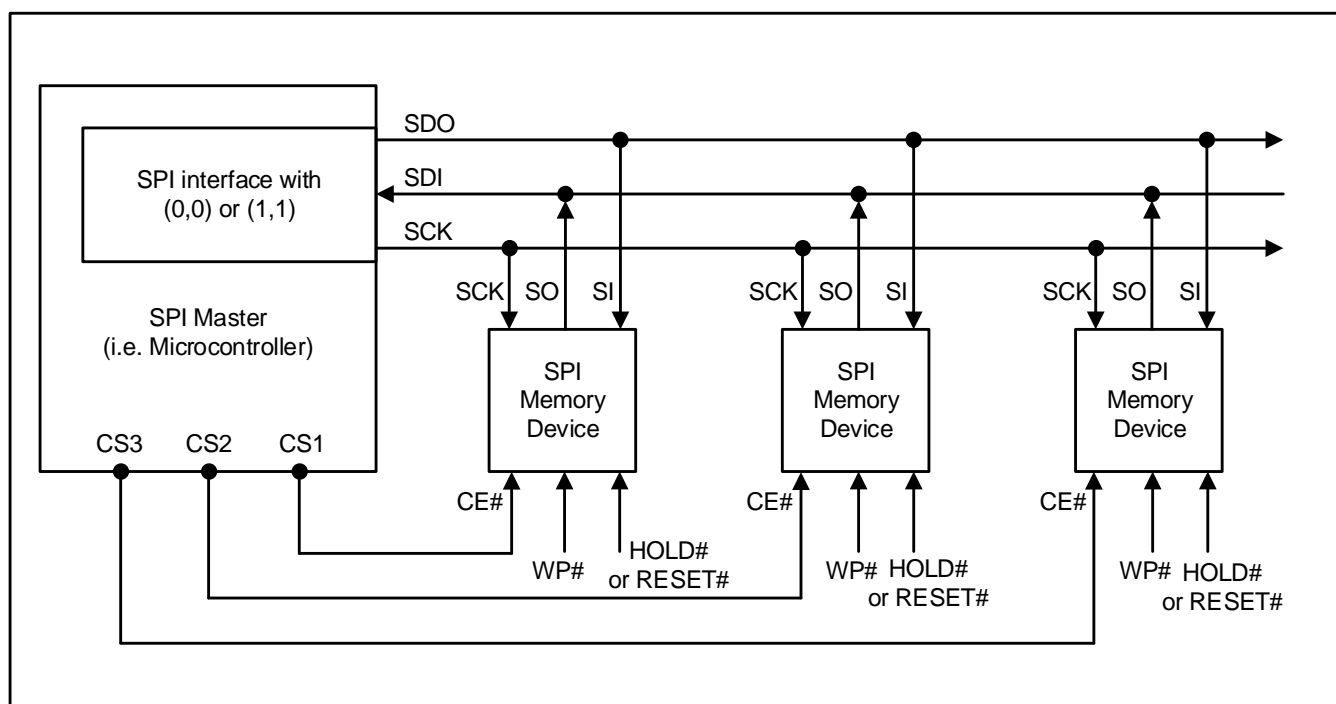 SDO
SPI interface with
(0,0) or (1,1)
SDI
SCK
SPI Master
(i.e. Microcontroller)
SCK SO SI
SCK SO SI
SCK SO SI
SPI
Memory
Device
SPI
Memory
Device
SPI
Memory
Device
CS3 CS2 CS1
CE#
WP#
HOLD#
or RESET#
CE#
WP#
HOLD#
or RESET#
CE#
WP#
HOLD#
or RESET#